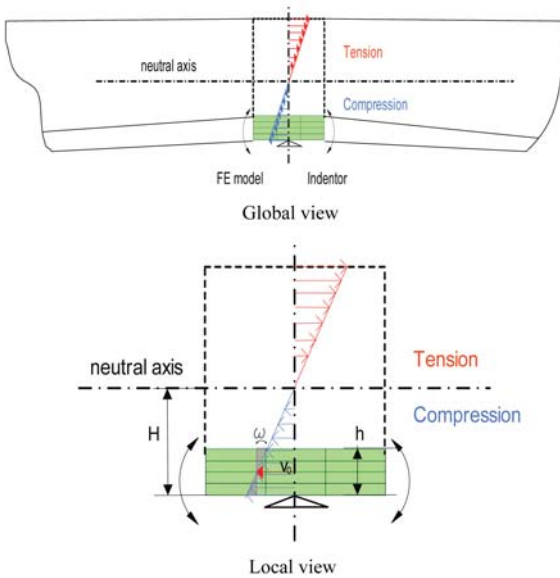 Tension
neutral axis
Compression
FE model Indentor
Global view
neutral axis
Tension
Compression
H
ω
h
v₀
Local view